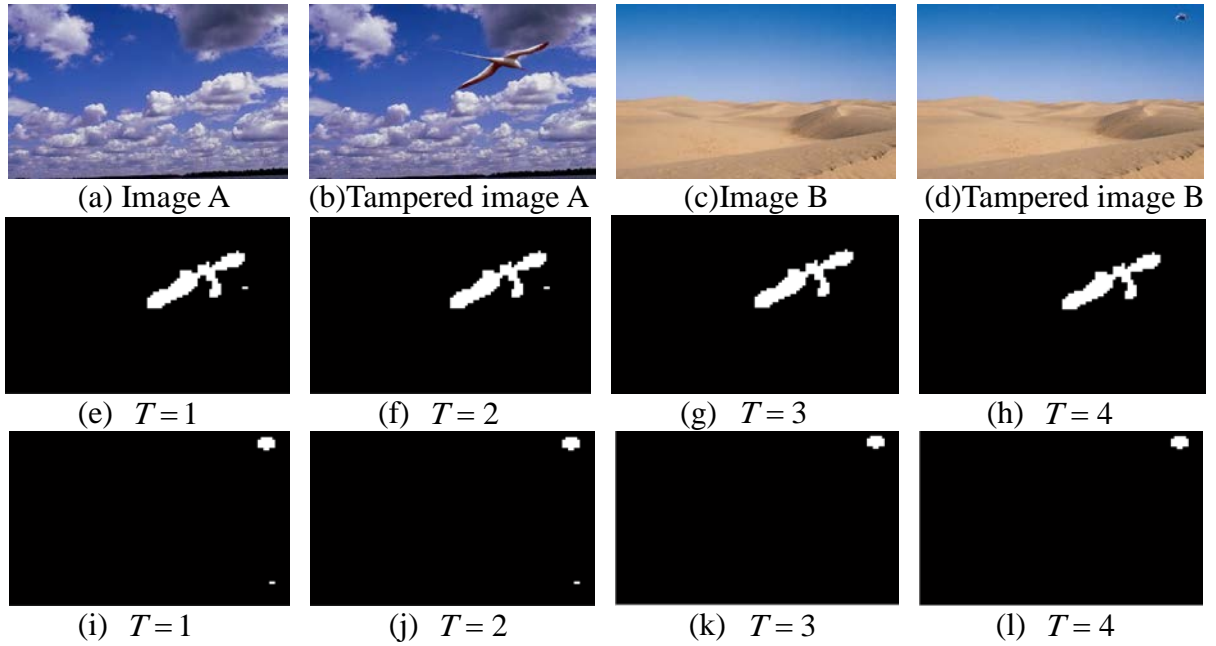 (a) Image A
(b)Tampered image A
(c)Image B
(d)Tampered image B
(e) T = 1
(f) T = 2
(g) T = 3
(h) T = 4
(i) T = 1
(j) T = 2
(k) T = 3
(l) T = 4